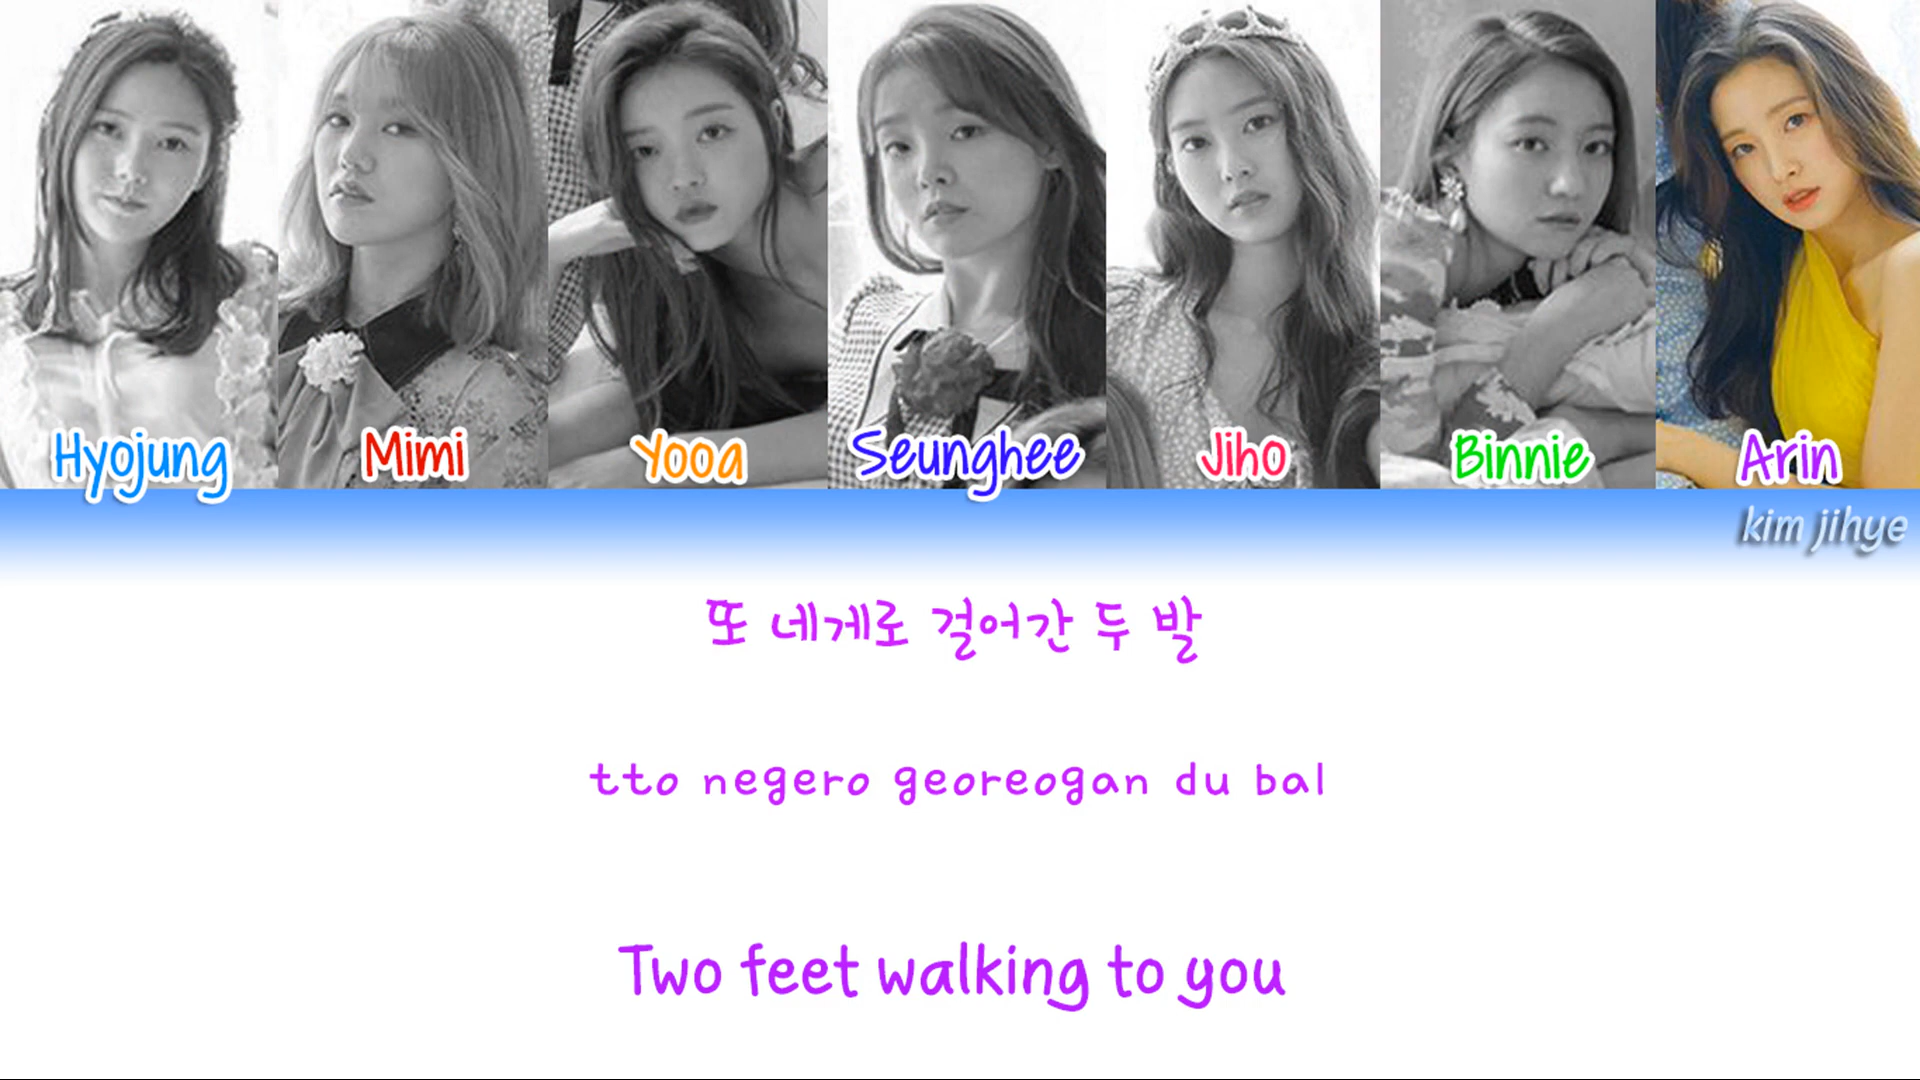 Hyojung Mimi Yooa Seunghee Jiho Binnie Arin
kim jihye
또 네게로 걸어간 두 발
tto negero georeogan du bal
Two feet walking to you